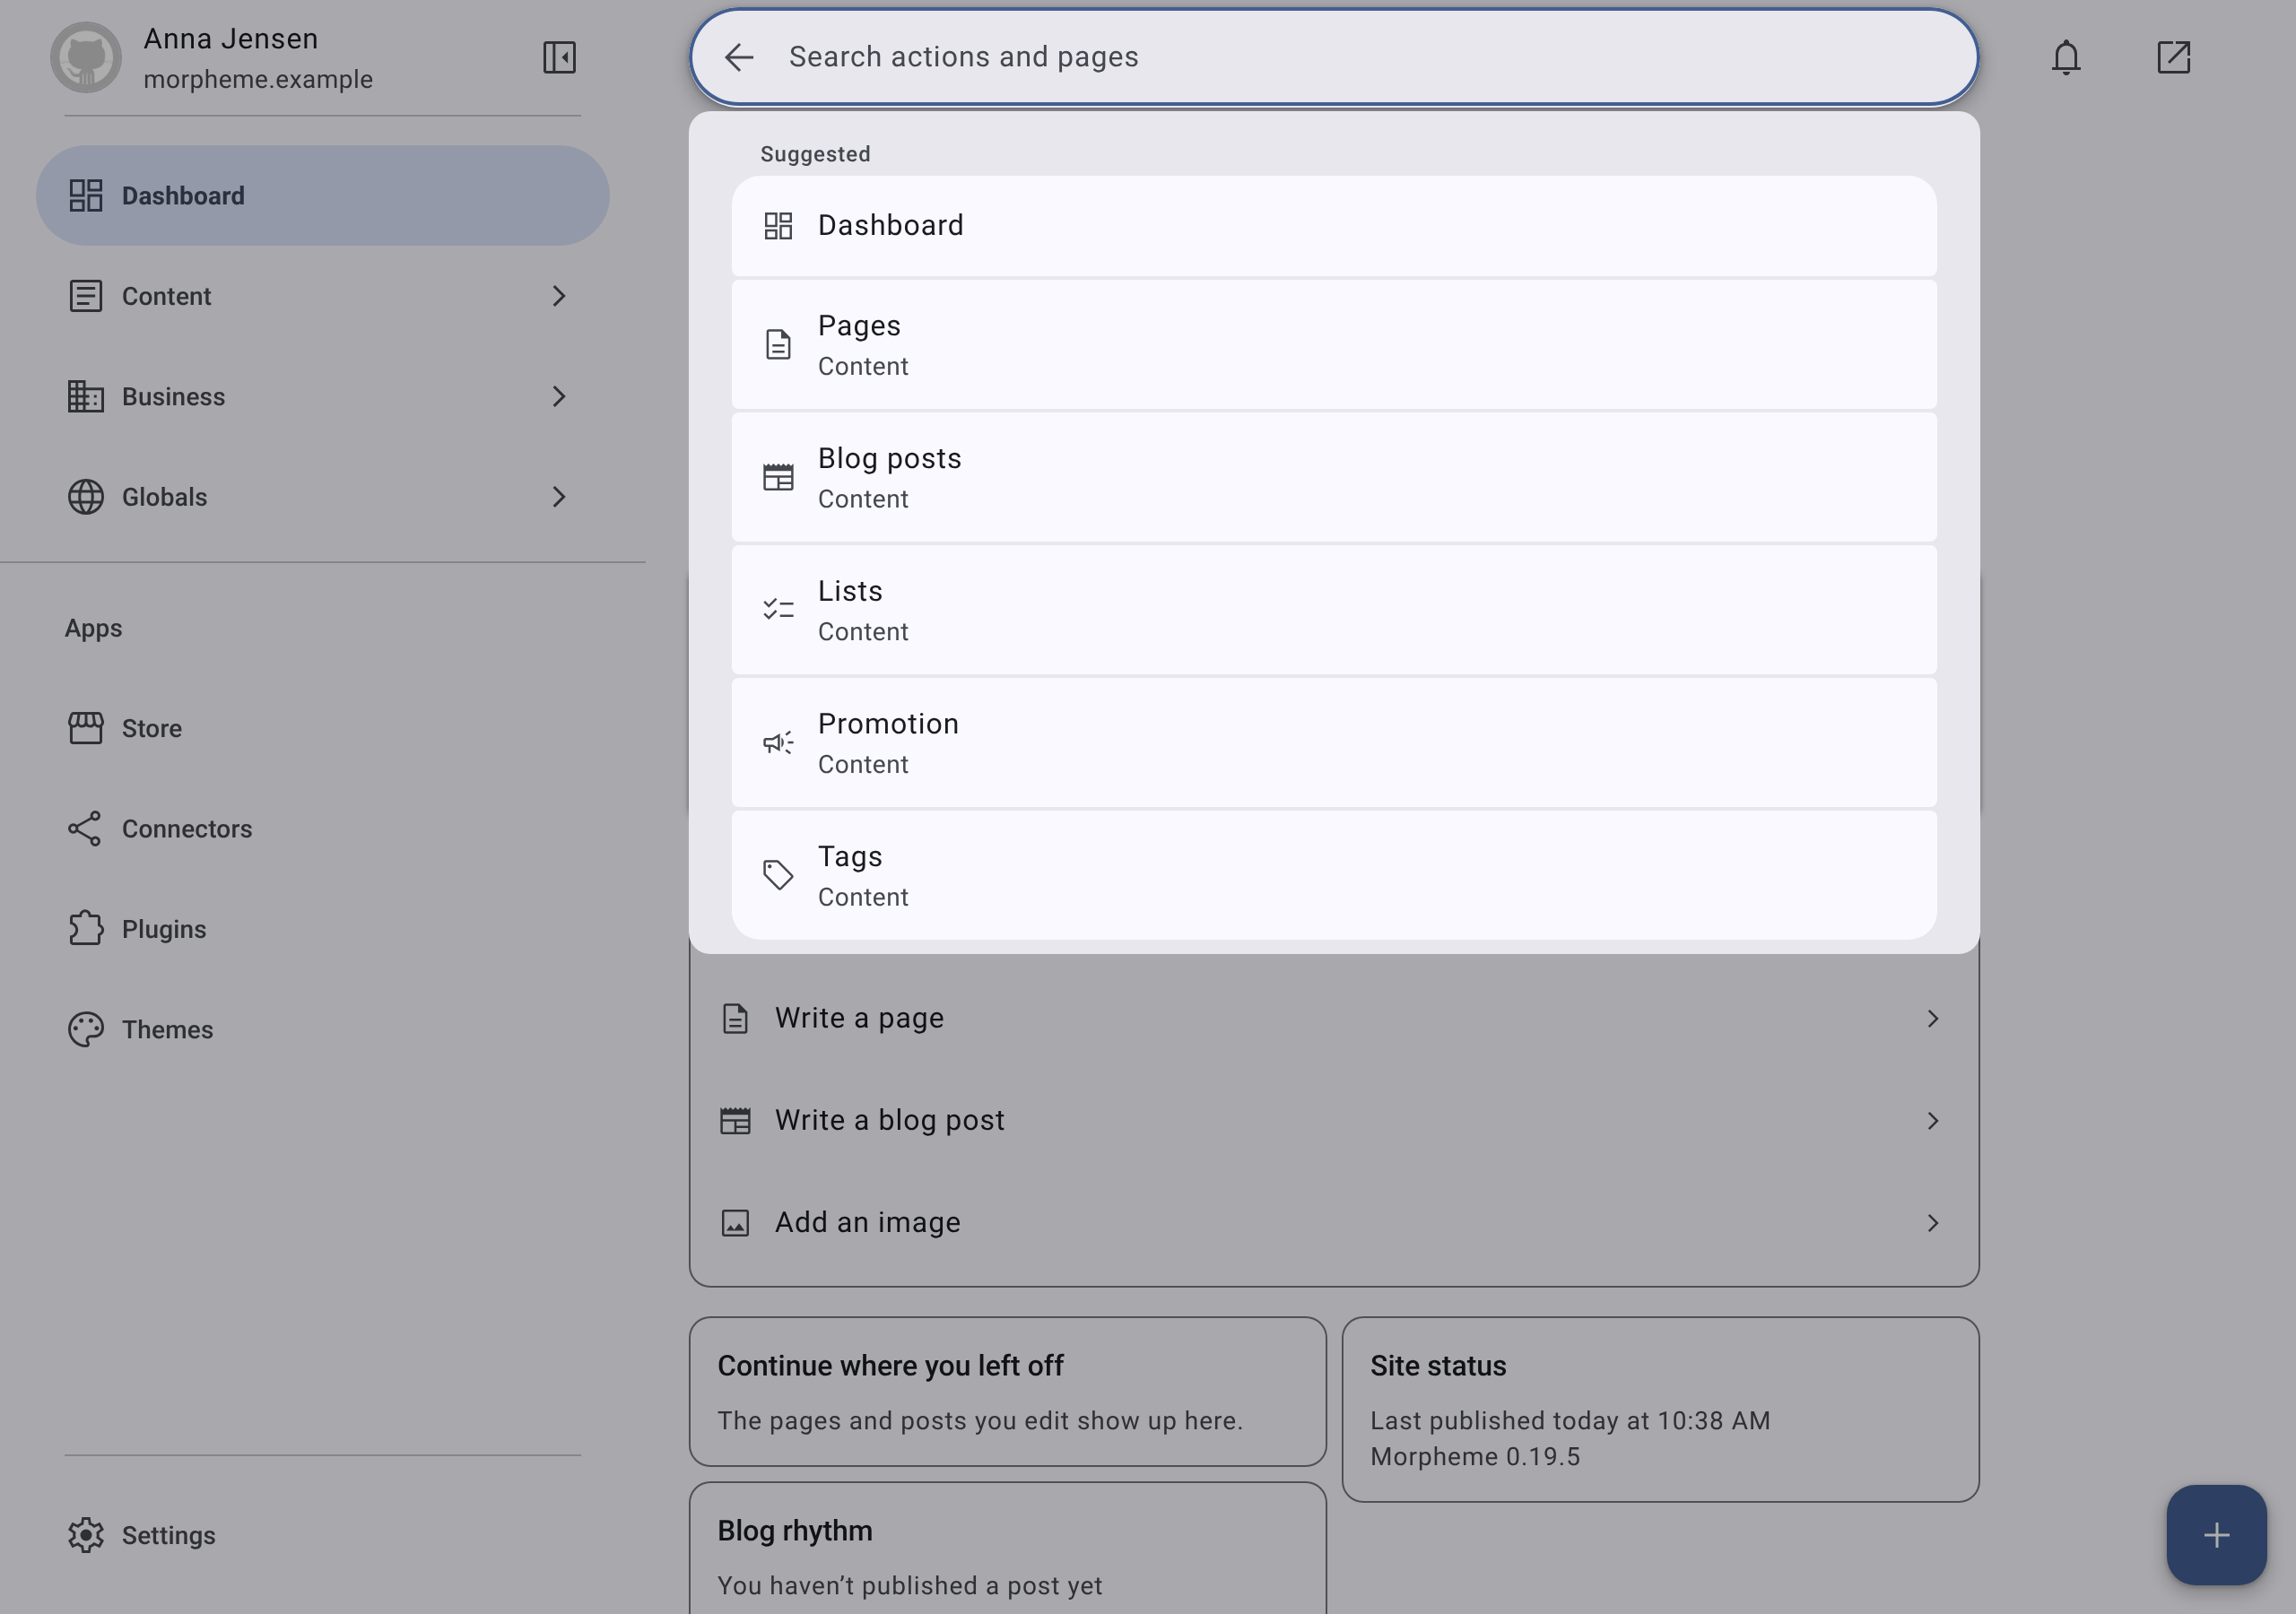 Anna Jensen
morpheme.example
Dashboard
Content
Business
Globals
Apps
Store
Connectors
Plugins
Themes
Settings
Search actions and pages
Suggested
Dashboard
Pages
Content
Blog posts
Content
Lists
Content
Promotion
Content
Tags
Content
Write a page
Write a blog post
Add an image
Continue where you left off
The pages and posts you edit show up here.
Site status
Last published today at 10:38 AM
Morpheme 0.19.5
Blog rhythm
You haven’t published a post yet